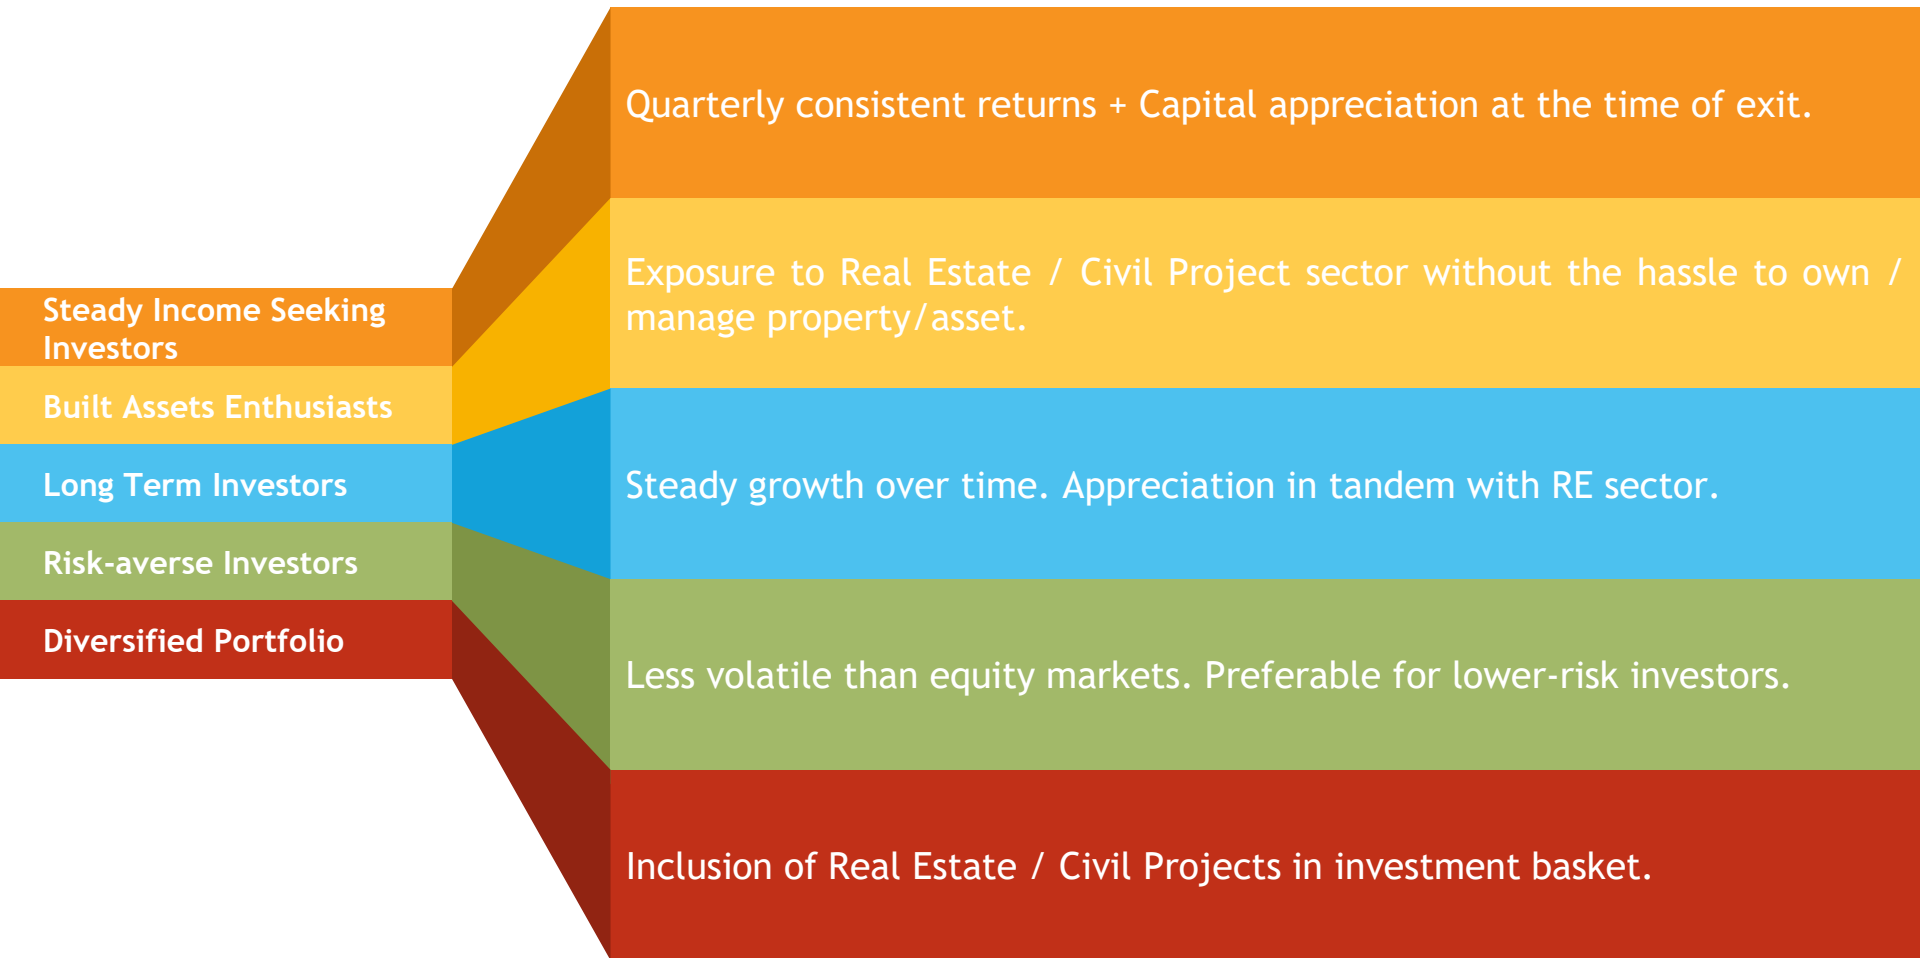 Steady Income Seeking
Investors
Built Assets Enthusiasts
Long Term Investors
Risk-averse Investors
Diversified Portfolio
Quarterly consistent returns + Capital appreciation at the time of exit.
Exposure to Real Estate / Civil Project sector without the hassle to own /
manage property/asset.
Steady growth over time. Appreciation in tandem with RE sector.
Less volatile than equity markets. Preferable for lower-risk investors.
Inclusion of Real Estate / Civil Projects in investment basket.